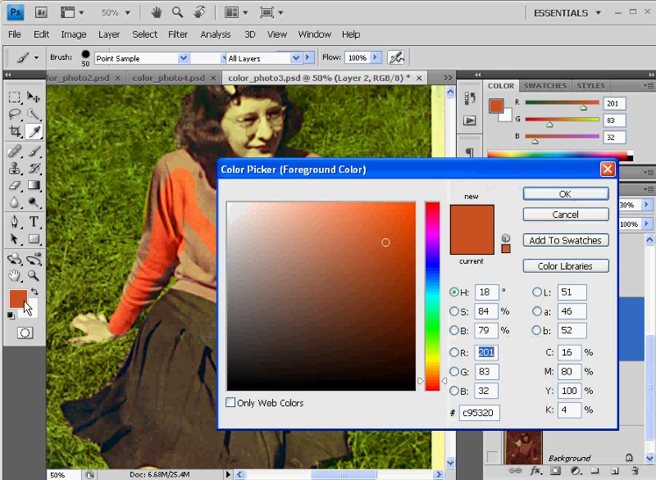 Ps Br 50% ESSENTIALS
File Edit Image Layer Select Filter Analysis 3D View Window Help
Brush: 50 Point Sample All Layers Flow: 100%
or_photo2.psd × color_photo4.psd × color_photo3.psd @ 50% (Layer 2, RGB/8) * ×
COLOR SWATCHES STYLES
R 201
G 83
B 32
Color Picker (Foreground Color)
new
current
OK
Cancel
Add To Swatches
Color Libraries
H: 18 °
S: 84 %
B: 79 %
R: 201
G: 83
B: 32
# c95320
L: 51
a: 46
b: 52
C: 16 %
M: 80 %
Y: 100 %
K: 4 %
Only Web Colors
30%
100%
Background
50% Doc: 6.68M/25.4M